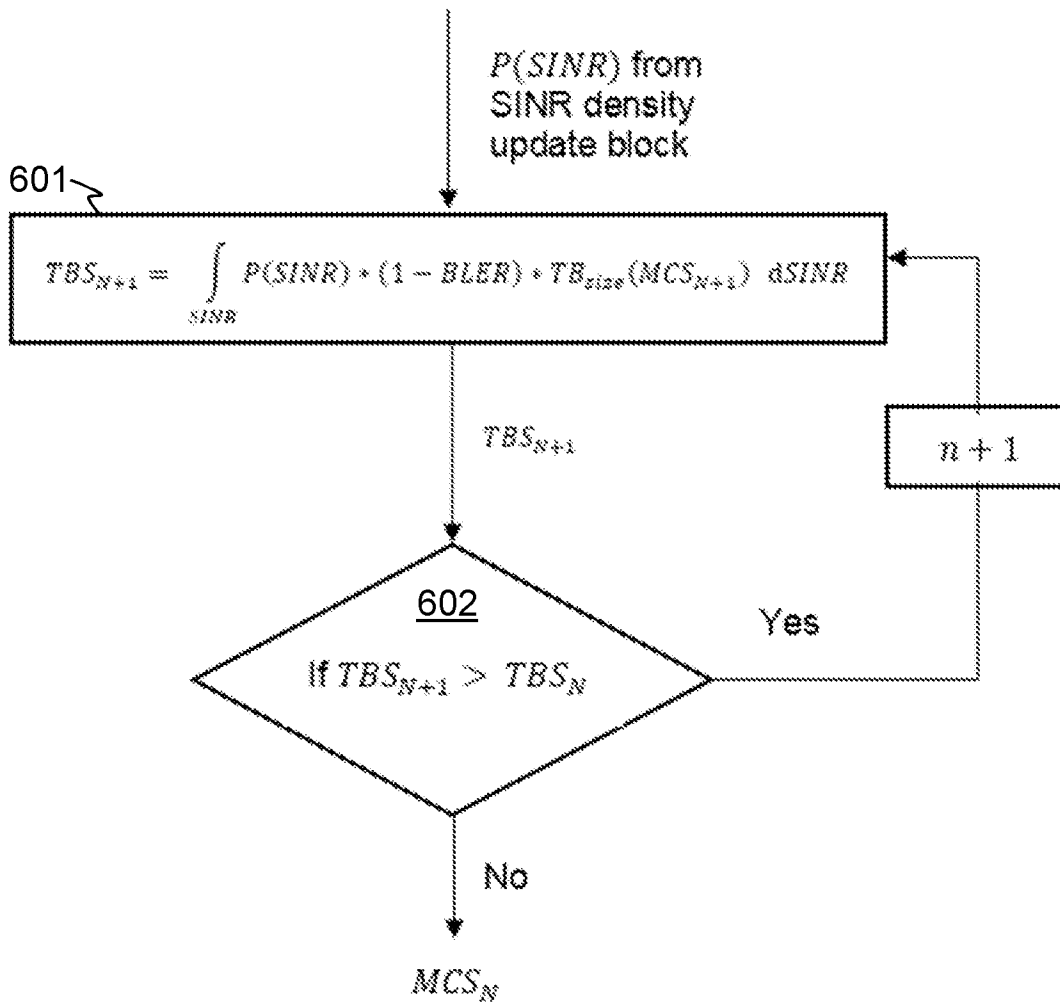 P(SINR) from
SINR density
update block
601
TBS_{N+1} = ∫_{SINR} P(SINR) * (1 − BLER) * TB_{size}(MCS_{N+1}) dSINR
TBS_{N+1}
n + 1
602
Yes
If TBS_{N+1} > TBS_N
No
MCS_N